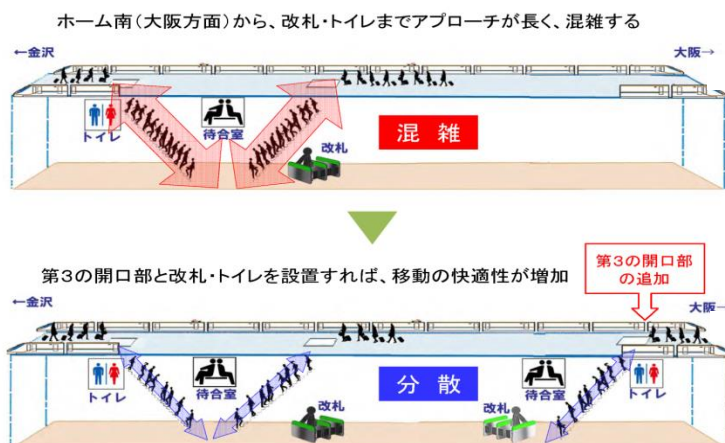 ホーム南(大阪方面)から、改札・トイレまでアプローチが長く、混雑する
←金沢
大阪→
トイレ
待合室
混 雑
改札
第3の開口部と改札・トイレを設置すれば、移動の快適性が増加
第3の開口部
の追加
←金沢
大阪→
トイレ
待合室
分 散
待合室
トイレ
改札
改札